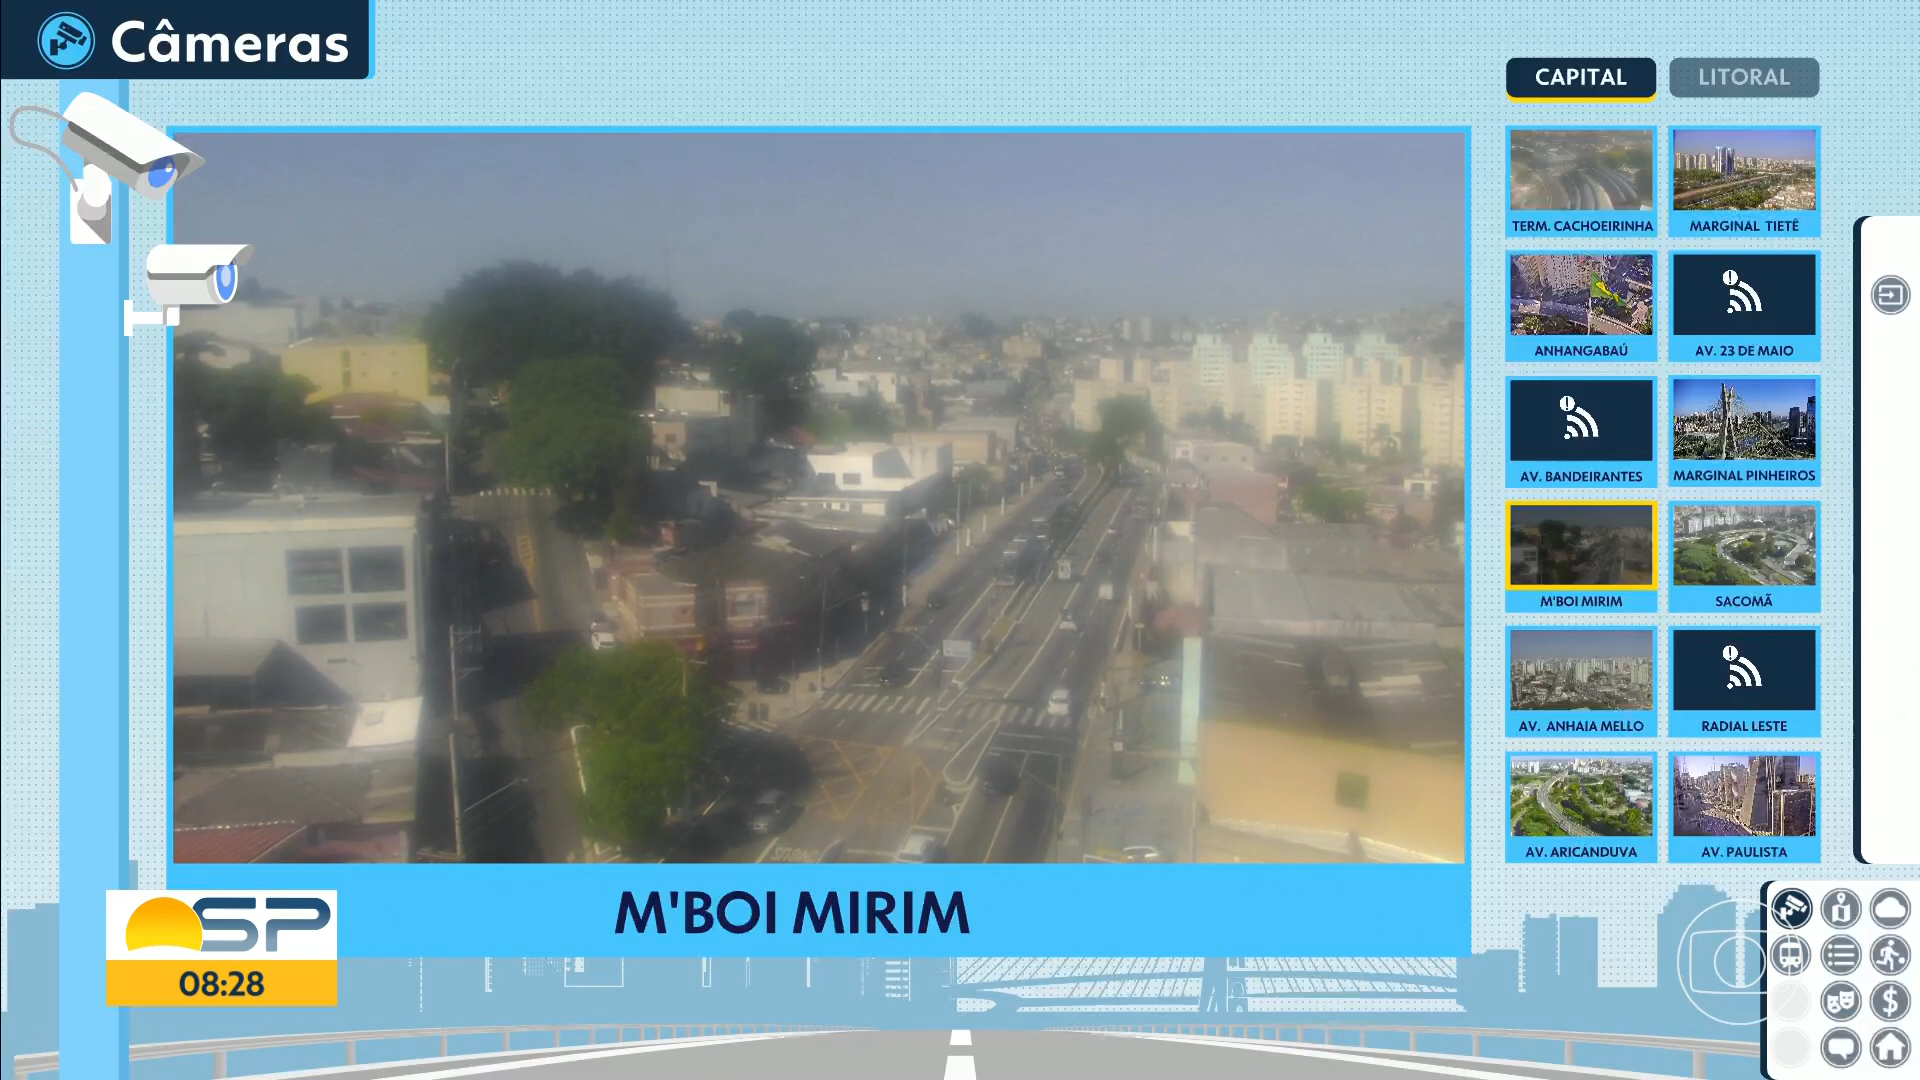 Câmeras
CAPITAL
LITORAL
TERM. CACHOEIRINHA
MARGINAL TIETÊ
ANHANGABAÚ
AV. 23 DE MAIO
AV. BANDEIRANTES
MARGINAL PINHEIROS
M'BOI MIRIM
SACOMÃ
AV. ANHAIA MELLO
RADIAL LESTE
AV. ARICANDUVA
AV. PAULISTA
M'BOI MIRIM
SP
08:28